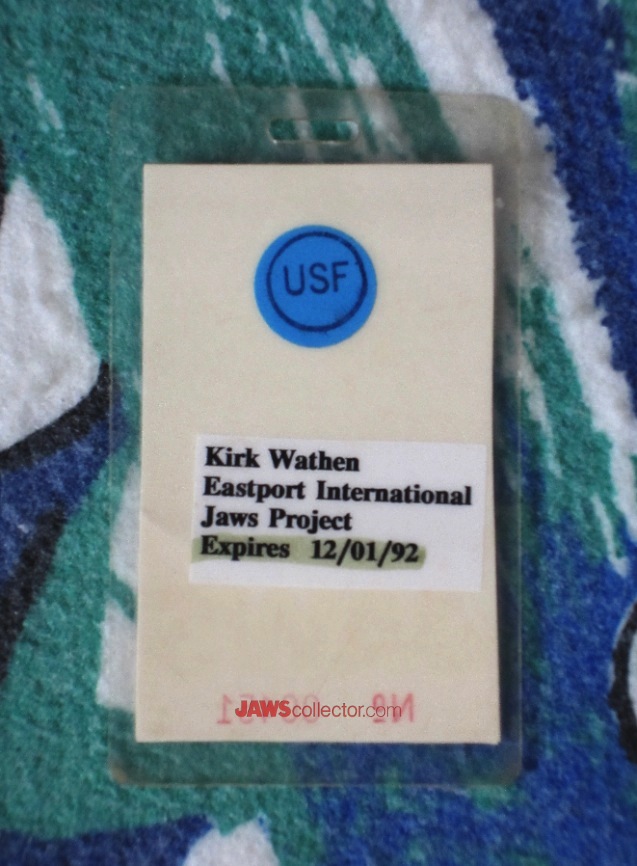 USF
Kirk Wathen
Eastport International
Jaws Project
Expires 12/01/92
JAWScollector.com